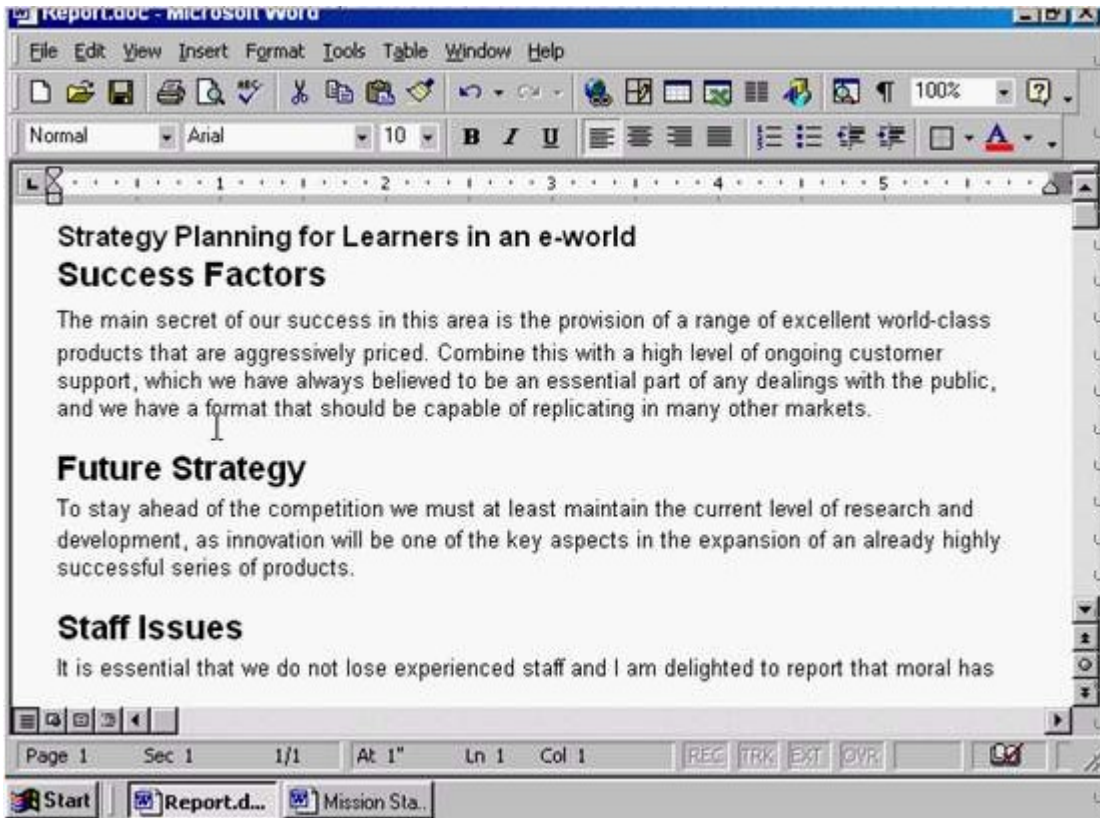 Report.doc - Microsoft Word
File Edit View Insert Format Tools Table Window Help
ABC 100%
Normal Arial 10 B I U A
1 2 3 4 5
Strategy Planning for Learners in an e-world
Success Factors
The main secret of our success in this area is the provision of a range of excellent world-class
products that are aggressively priced. Combine this with a high level of ongoing customer
support, which we have always believed to be an essential part of any dealings with the public,
and we have a format that should be capable of replicating in many other markets.
Future Strategy
To stay ahead of the competition we must at least maintain the current level of research and
development, as innovation will be one of the key aspects in the expansion of an already highly
successful series of products.
Staff Issues
It is essential that we do not lose experienced staff and I am delighted to report that moral has
Page 1 Sec 1 1/1 At 1" Ln 1 Col 1 REC TRK EXT OVR
Start Report.d... Mission Sta..